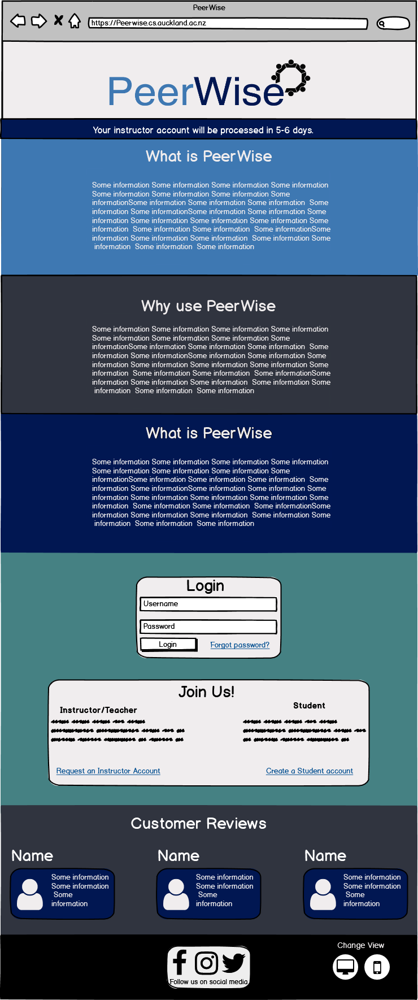 PeerWise
https://Peerwise.cs.auckland.ac.nz
PeerWise
Your instructor account will be processed in 5-6 days.
What is PeerWise
Some information Some information Some information Some information
Some information Some information Some information Some
informationSome information Some information Some information  Some
information Some informationSome information Some information Some
information Some information Some information Some information Some
information  Some information Some information  Some informationSome
information Some information Some information  Some information Some
information  Some information  Some information
Why use PeerWise
Some information Some information Some information Some information
Some information Some information Some information Some
informationSome information Some information Some information  Some
information Some informationSome information Some information Some
information Some information Some information Some information Some
information  Some information Some information  Some informationSome
information Some information Some information  Some information Some
information  Some information  Some information
What is PeerWise
Some information Some information Some information Some information
Some information Some information Some information Some
informationSome information Some information Some information  Some
information Some informationSome information Some information Some
information Some information Some information Some information Some
information  Some information Some information  Some informationSome
information Some information Some information  Some information Some
information  Some information  Some information
Login
Username
Password
Login
Forgot password?
Join Us!
Instructor/Teacher
Student
Request an Instructor Account
Create a Student account
Customer Reviews
Name
Some information
Some information
Some
information
Name
Some information
Some information
Some
information
Name
Some information
Some information
Some
information
Follow us on social media
Change View